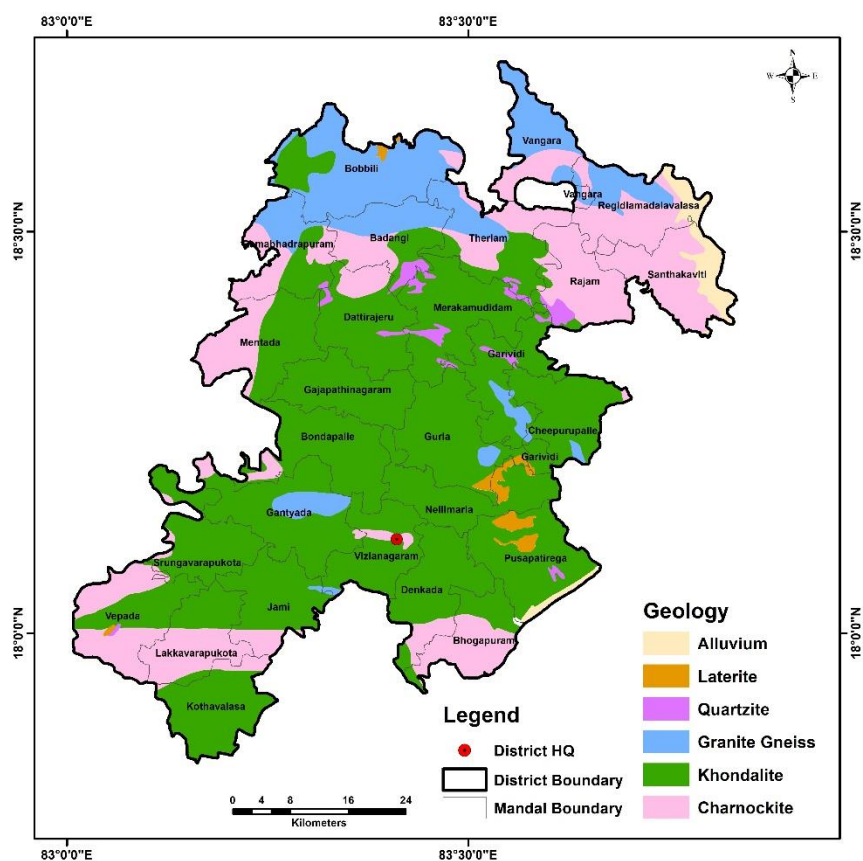 83°0'0"E
83°30'0"E
N
W
E
S
Vangara
Bobbili
Vangara
Regidiamadalavalasa
18°30'0"N
18°30'0"N
Badangi
Therlam
Santhakaviti
Rajam
Dattirajeru
Merakamudidam
Mentada
Garividi
Gajapathinagaram
Cheepurupalle
Bondapalle
Gurla
Garividi
Gantyada
Nellimarla
Vizianagaram
Pusapatirega
Srungavarapukota
Denkada
Jami
Vepada
Bhogapuram
18°0'0"N
18°0'0"N
Lakkavarapukota
Kothavalasa
Geology
Alluvium
Laterite
Quartzite
Granite Gneiss
Khondalite
Charnockite
Legend
District HQ
District Boundary
Mandal Boundary
0 4 8 16 24
Kilometers
83°0'0"E
83°30'0"E